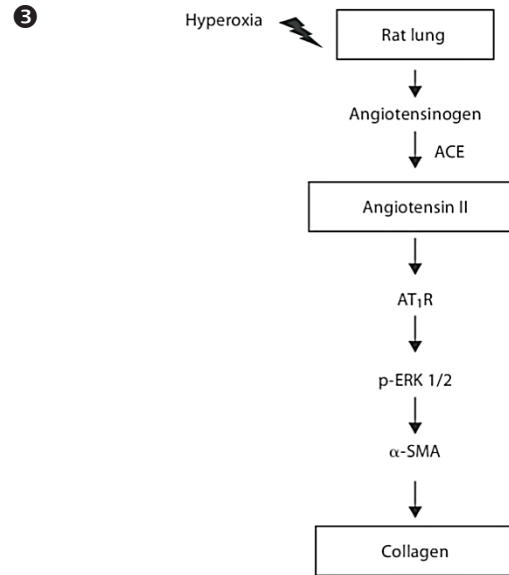 ❸
Hyperoxia
Rat lung
Angiotensinogen
ACE
Angiotensin II
AT₁R
p-ERK 1/2
α-SMA
Collagen